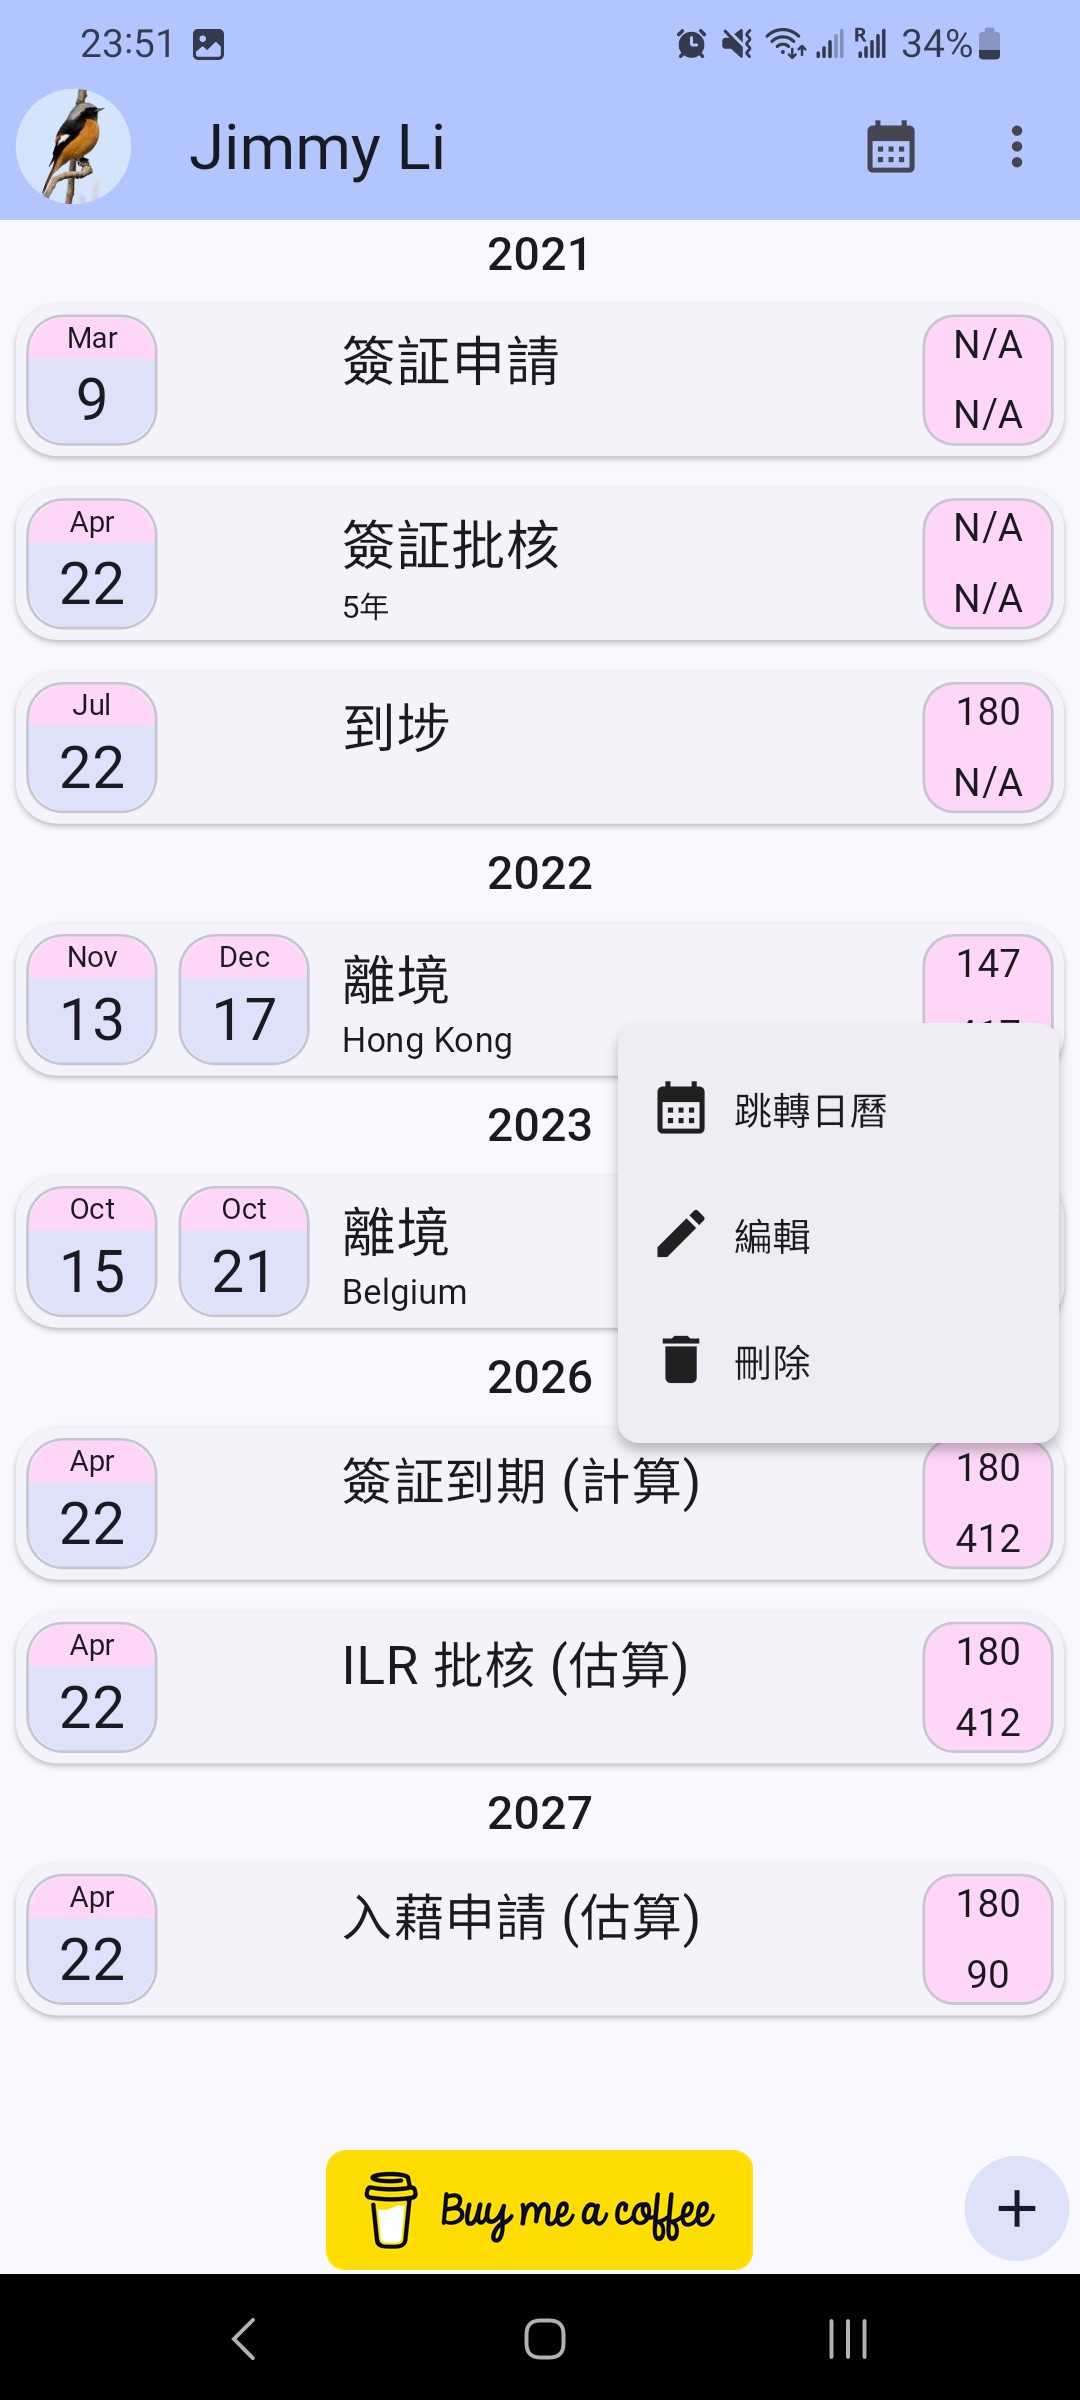 23:51
R
34%
Jimmy Li
2021
Mar
9
簽証申請
N/A
N/A
Apr
22
簽証批核
5年
N/A
N/A
Jul
22
到埗
180
N/A
2022
Nov
13
Dec
17
離境
Hong Kong
147
跳轉日曆
編輯
刪除
2023
Oct
15
Oct
21
離境
Belgium
2026
Apr
22
簽証到期 (計算)
180
412
Apr
22
ILR 批核 (估算)
180
412
2027
Apr
22
入藉申請 (估算)
180
90
Buy me a coffee